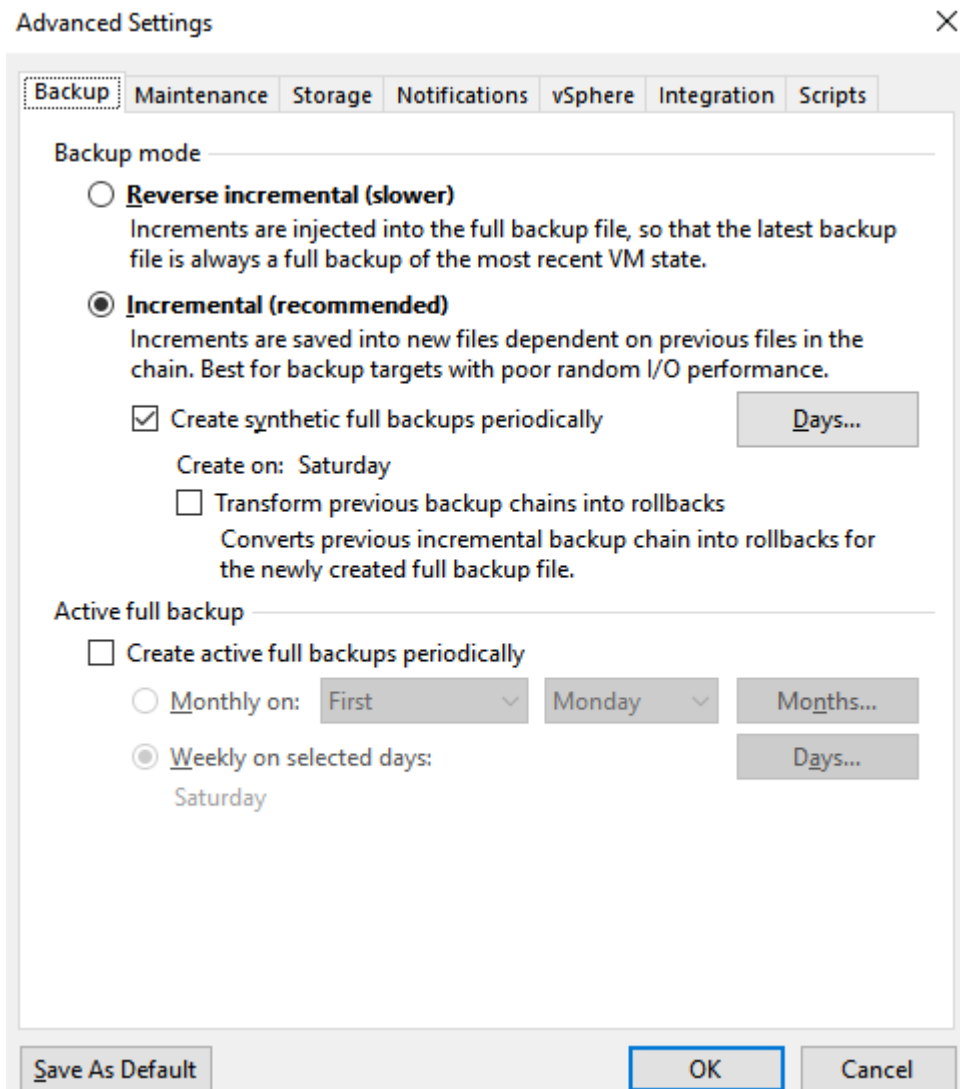 Advanced Settings
Backup Maintenance Storage Notifications vSphere Integration Scripts
Backup mode
Reverse incremental (slower)
Increments are injected into the full backup file, so that the latest backup
file is always a full backup of the most recent VM state.
Incremental (recommended)
Increments are saved into new files dependent on previous files in the
chain. Best for backup targets with poor random I/O performance.
Create synthetic full backups periodically Days...
Create on: Saturday
Transform previous backup chains into rollbacks
Converts previous incremental backup chain into rollbacks for
the newly created full backup file.
Active full backup
Create active full backups periodically
Monthly on: First Monday Months...
Weekly on selected days: Days...
Saturday
Save As Default OK Cancel